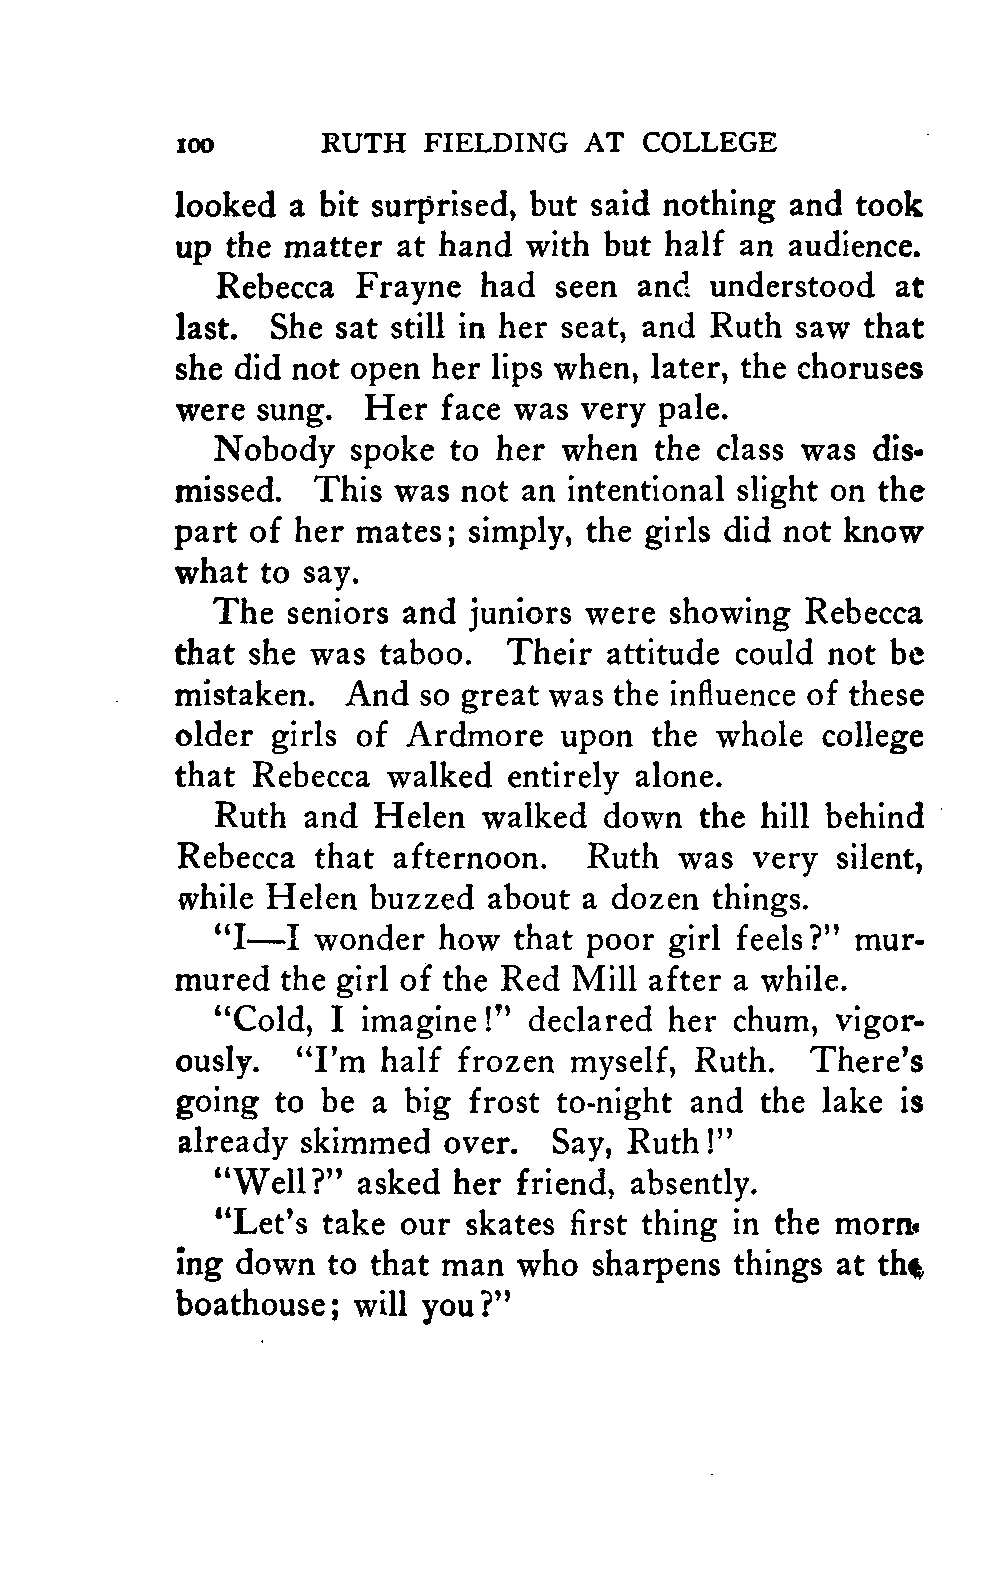 100 RUTH FIELDING AT COLLEGE
looked a bit surprised, but said nothing and took
up the matter at hand with but half an audience.
Rebecca Frayne had seen and understood at
last. She sat still in her seat, and Ruth saw that
she did not open her lips when, later, the choruses
were sung. Her face was very pale.
Nobody spoke to her when the class was dis-
missed. This was not an intentional slight on the
part of her mates; simply, the girls did not know
what to say.
The seniors and juniors were showing Rebecca
that she was taboo. Their attitude could not be
mistaken. And so great was the influence of these
older girls of Ardmore upon the whole college
that Rebecca walked entirely alone.
Ruth and Helen walked down the hill behind
Rebecca that afternoon. Ruth was very silent,
while Helen buzzed about a dozen things.
"I—I wonder how that poor girl feels?" mur-
mured the girl of the Red Mill after a while.
"Cold, I imagine!" declared her chum, vigor-
ously. "I'm half frozen myself, Ruth. There's
going to be a big frost to-night and the lake is
already skimmed over. Say, Ruth!"
"Well?" asked her friend, absently.
"Let's take our skates first thing in the morn-
ing down to that man who sharpens things at the
boathouse; will you?"